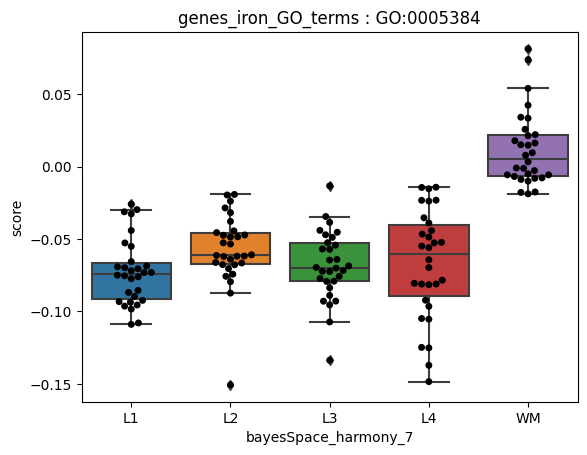 genes_iron_GO_terms : GO:0005384
0.05
0.00
−0.05
−0.10
−0.15
score
L1 L2 L3 L4 WM
bayesSpace_harmony_7